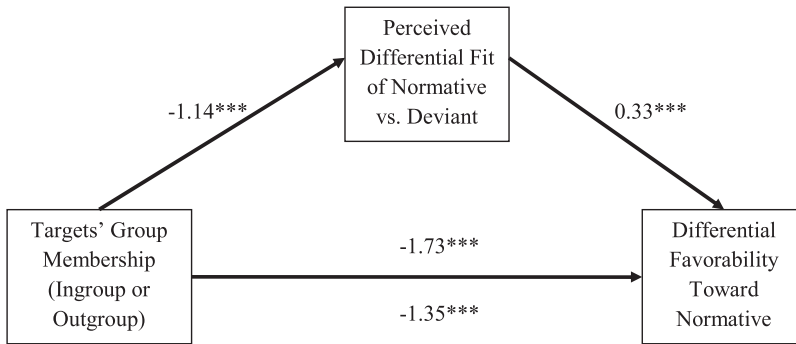 Perceived
Differential Fit
of Normative
vs. Deviant
-1.14***
0.33***
Targets' Group
Membership
(Ingroup or
Outgroup)
-1.73***
-1.35***
Differential
Favorability
Toward
Normative